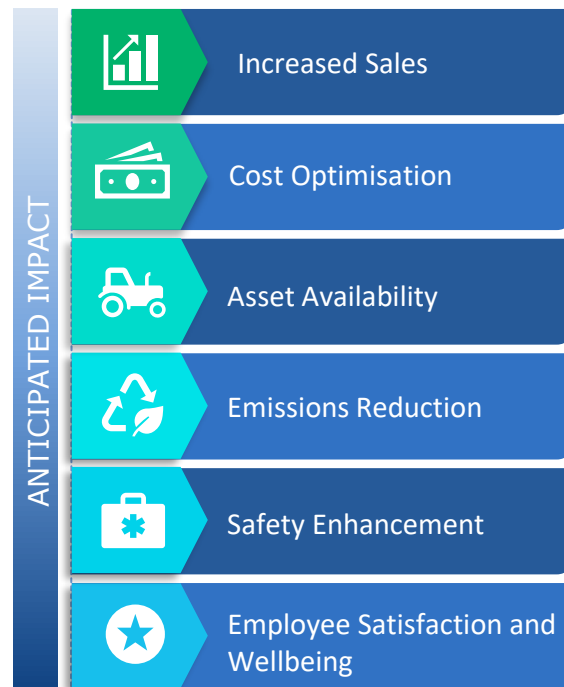 ANTICIPATED IMPACT
Increased Sales
Cost Optimisation
Asset Availability
Emissions Reduction
Safety Enhancement
Employee Satisfaction and
Wellbeing